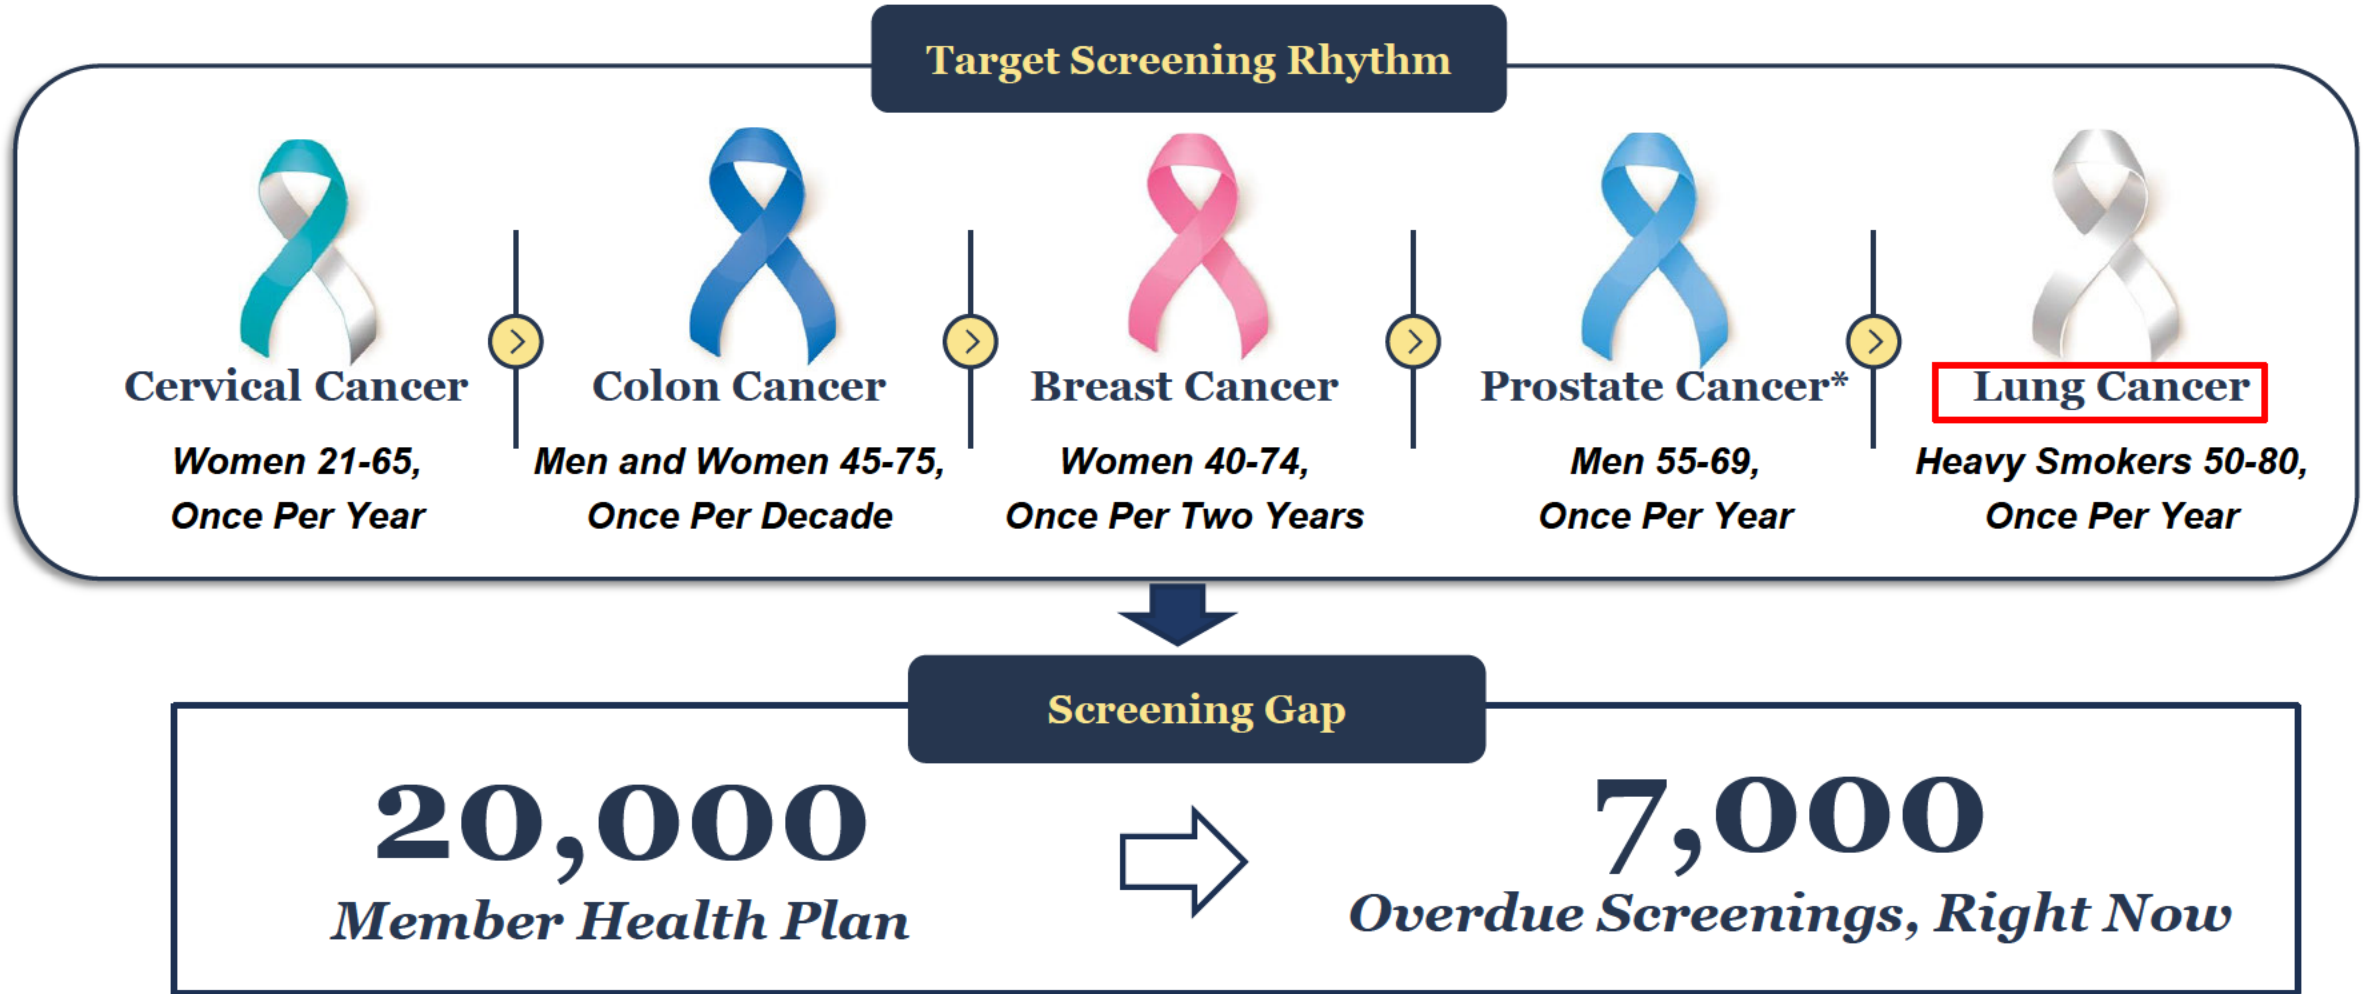 Target Screening Rhythm
Cervical Cancer
Women 21-65,
Once Per Year
Colon Cancer
Men and Women 45-75,
Once Per Decade
Breast Cancer
Women 40-74,
Once Per Two Years
Prostate Cancer*
Men 55-69,
Once Per Year
Lung Cancer
Heavy Smokers 50-80,
Once Per Year
Screening Gap
20,000
Member Health Plan
7,000
Overdue Screenings, Right Now